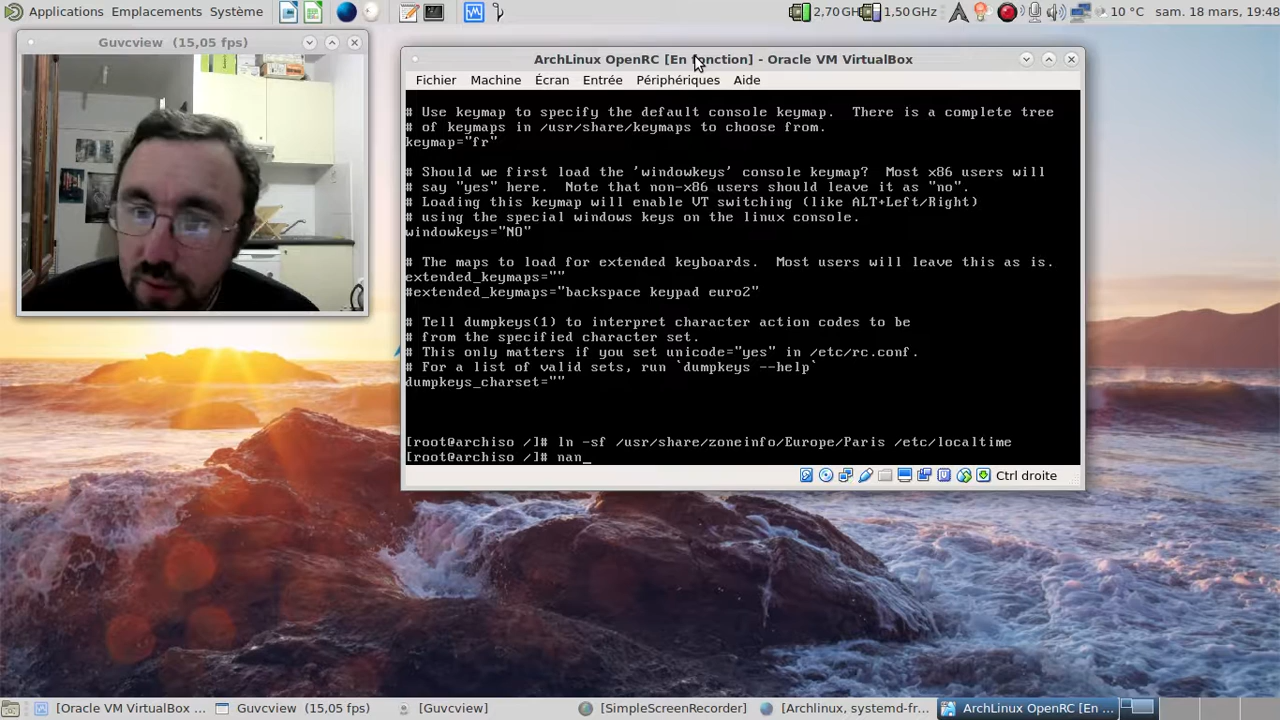 Applications Emplacements Système 2,70 GH 1,50 GHz 10 °C sam. 18 mars, 19:48
Guvcview (15,05 fps)
ArchLinux OpenRC [En fonction] - Oracle VM VirtualBox
Fichier Machine Écran Entrée Périphériques Aide
# Use keymap to specify the default console keymap. There is a complete tree
# of keymaps in /usr/share/keymaps to choose from.
keymap="fr"
# Should we first load the 'windowkeys' console keymap? Most x86 users will
# say "yes" here. Note that non-x86 users should leave it as "no".
# Loading this keymap will enable VT switching (like ALT+Left/Right)
# using the special windows keys on the linux console.
windowkeys="NO"
# The maps to load for extended keyboards. Most users will leave this as is.
extended_keymaps=""
#extended_keymaps="backspace keypad euro2"
# Tell dumpkeys(1) to interpret character action codes to be
# from the specified character set.
# This only matters if you set unicode="yes" in /etc/rc.conf.
# For a list of valid sets, run `dumpkeys --help`
dumpkeys_charset=""
[root@archiso /]# ln -sf /usr/share/zoneinfo/Europe/Paris /etc/localtime
[root@archiso /]# nan_
Ctrl droite
[Oracle VM VirtualBox ... Guvcview (15,05 fps) [Guvcview] [SimpleScreenRecorder] [Archlinux, systemd-fr... ArchLinux OpenRC [En ...